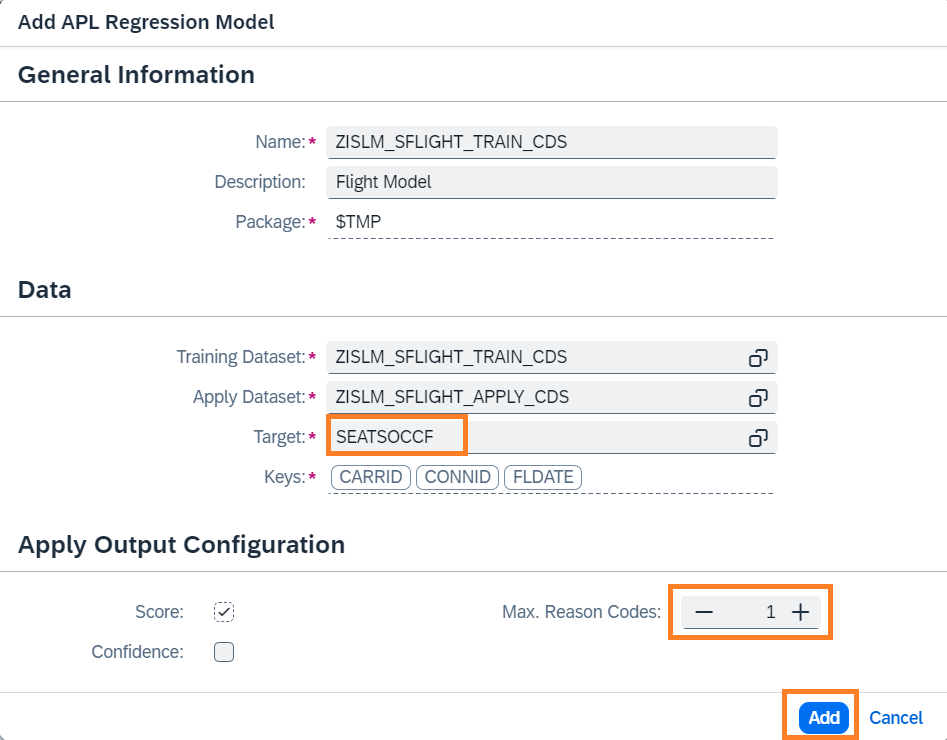 Add APL Regression Model
General Information
Name:* ZISLM_SFLIGHT_TRAIN_CDS
Description: Flight Model
Package:* $TMP
Data
Training Dataset:* ZISLM_SFLIGHT_TRAIN_CDS
Apply Dataset:* ZISLM_SFLIGHT_APPLY_CDS
Target:* SEATSOCCF
Keys:* CARRID CONNID FLDATE
Apply Output Configuration
Score: Max. Reason Codes: 1
Confidence:
Add Cancel